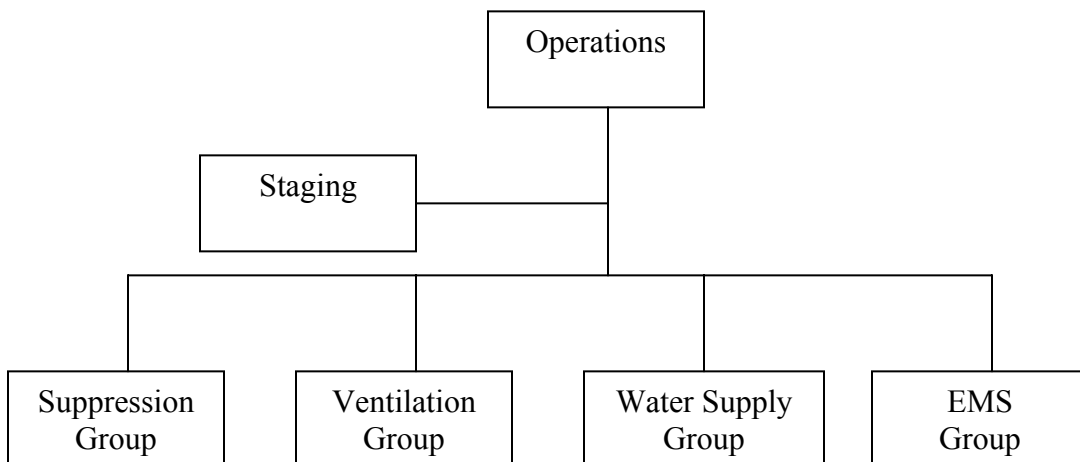 Operations
Staging
Suppression
Group
Ventilation
Group
Water Supply
Group
EMS
Group